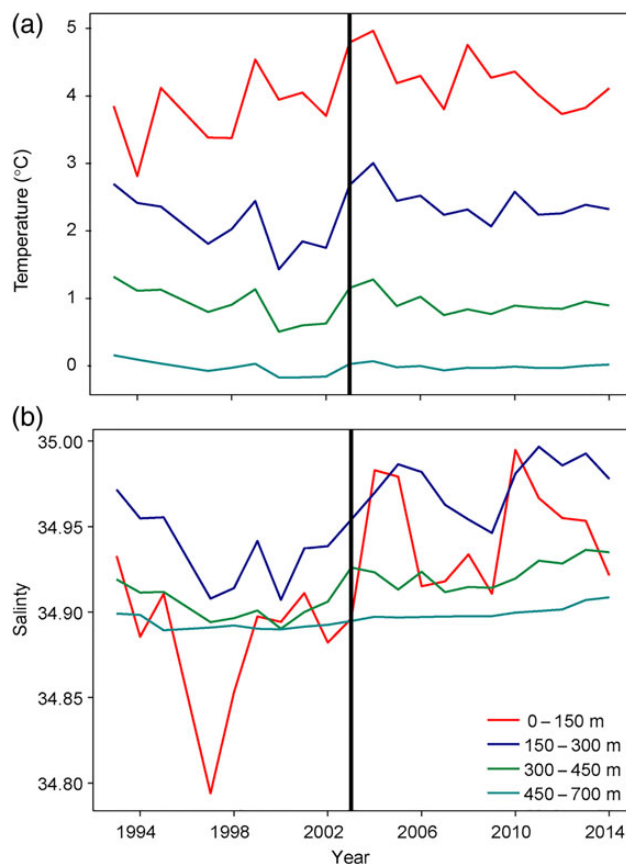 (a)
5
4
3
2
1
0
Temperature (°C)
(b)
35.00
34.95
34.90
34.85
34.80
Salinity
0 – 150 m
150 – 300 m
300 – 450 m
450 – 700 m
1994 1998 2002 2006 2010 2014
Year